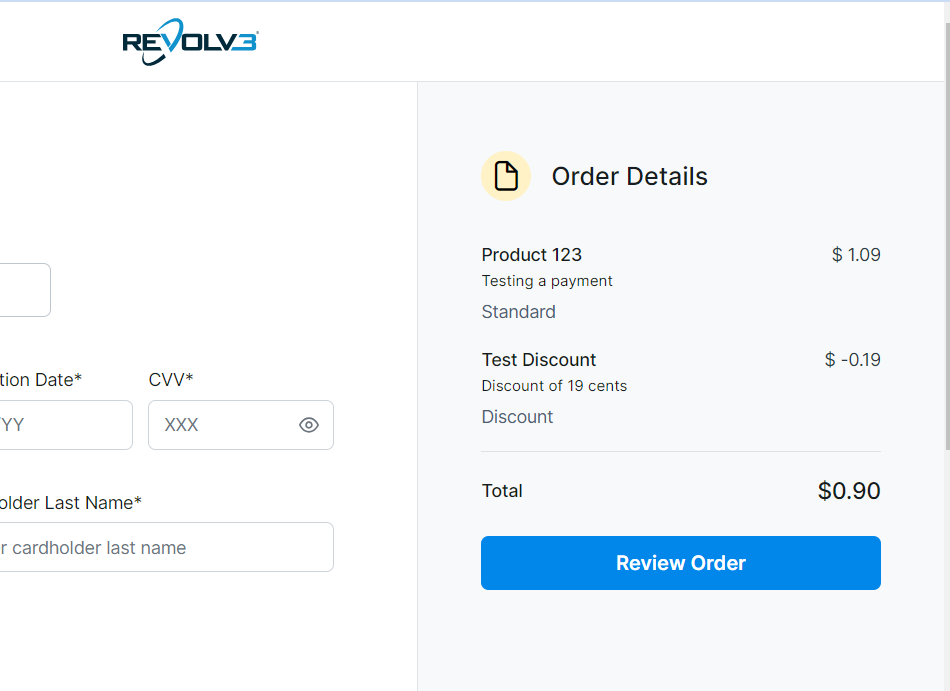 REVOLV3
Order Details
Product 123
$ 1.09
Testing a payment
Standard
Test Discount
$ -0.19
Discount of 19 cents
Discount
Total
$0.90
Review Order
tion Date*
CVV*
YY
XXX
older Last Name*
r cardholder last name